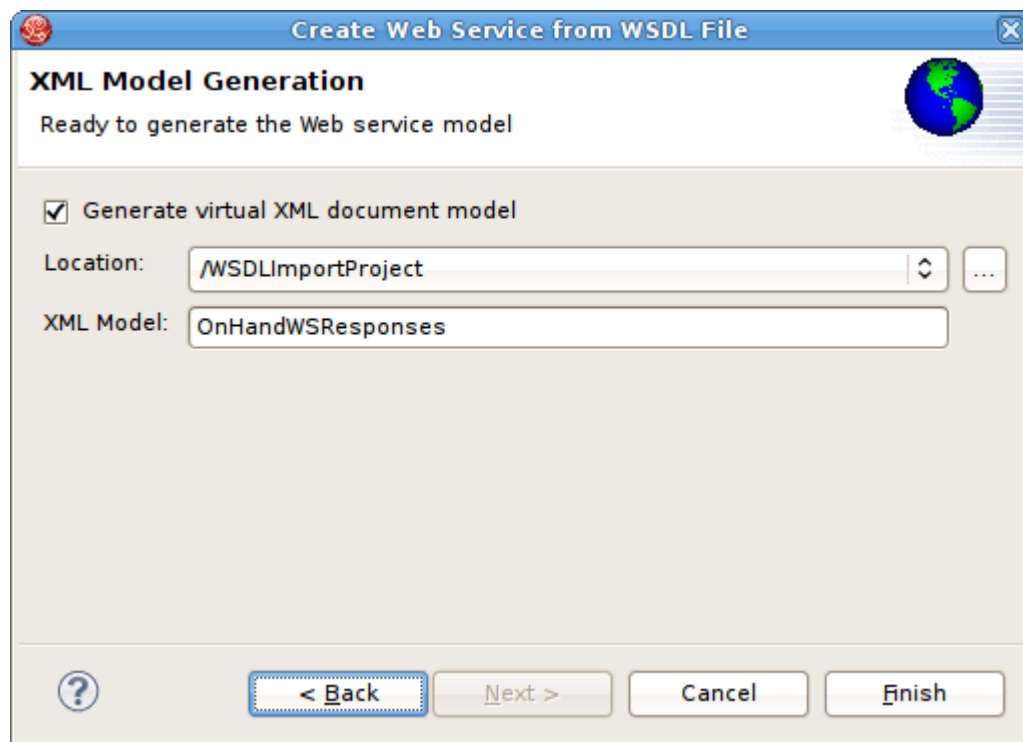 Create Web Service from WSDL File
XML Model Generation
Ready to generate the Web service model
Generate virtual XML document model
Location: /WSDLImportProject ...
XML Model: OnHandWSResponses
? < Back Next > Cancel Finish